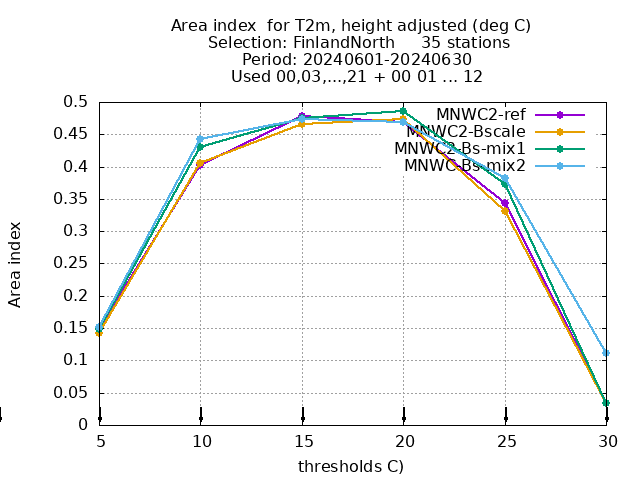 Area index  for T2m, height adjusted (deg C)
Selection: FinlandNorth     35 stations
Period: 20240601-20240630
Used 00,03,...,21 + 00 01 ... 12
MNWC2-ref
MNWC2-Bscale
MNWC2-Bs-mix1
MNWC-Bs-mix2
0.5
0.45
0.4
0.35
0.3
0.25
0.2
0.15
0.1
0.05
0
Area index
5 10 15 20 25 30
thresholds C)